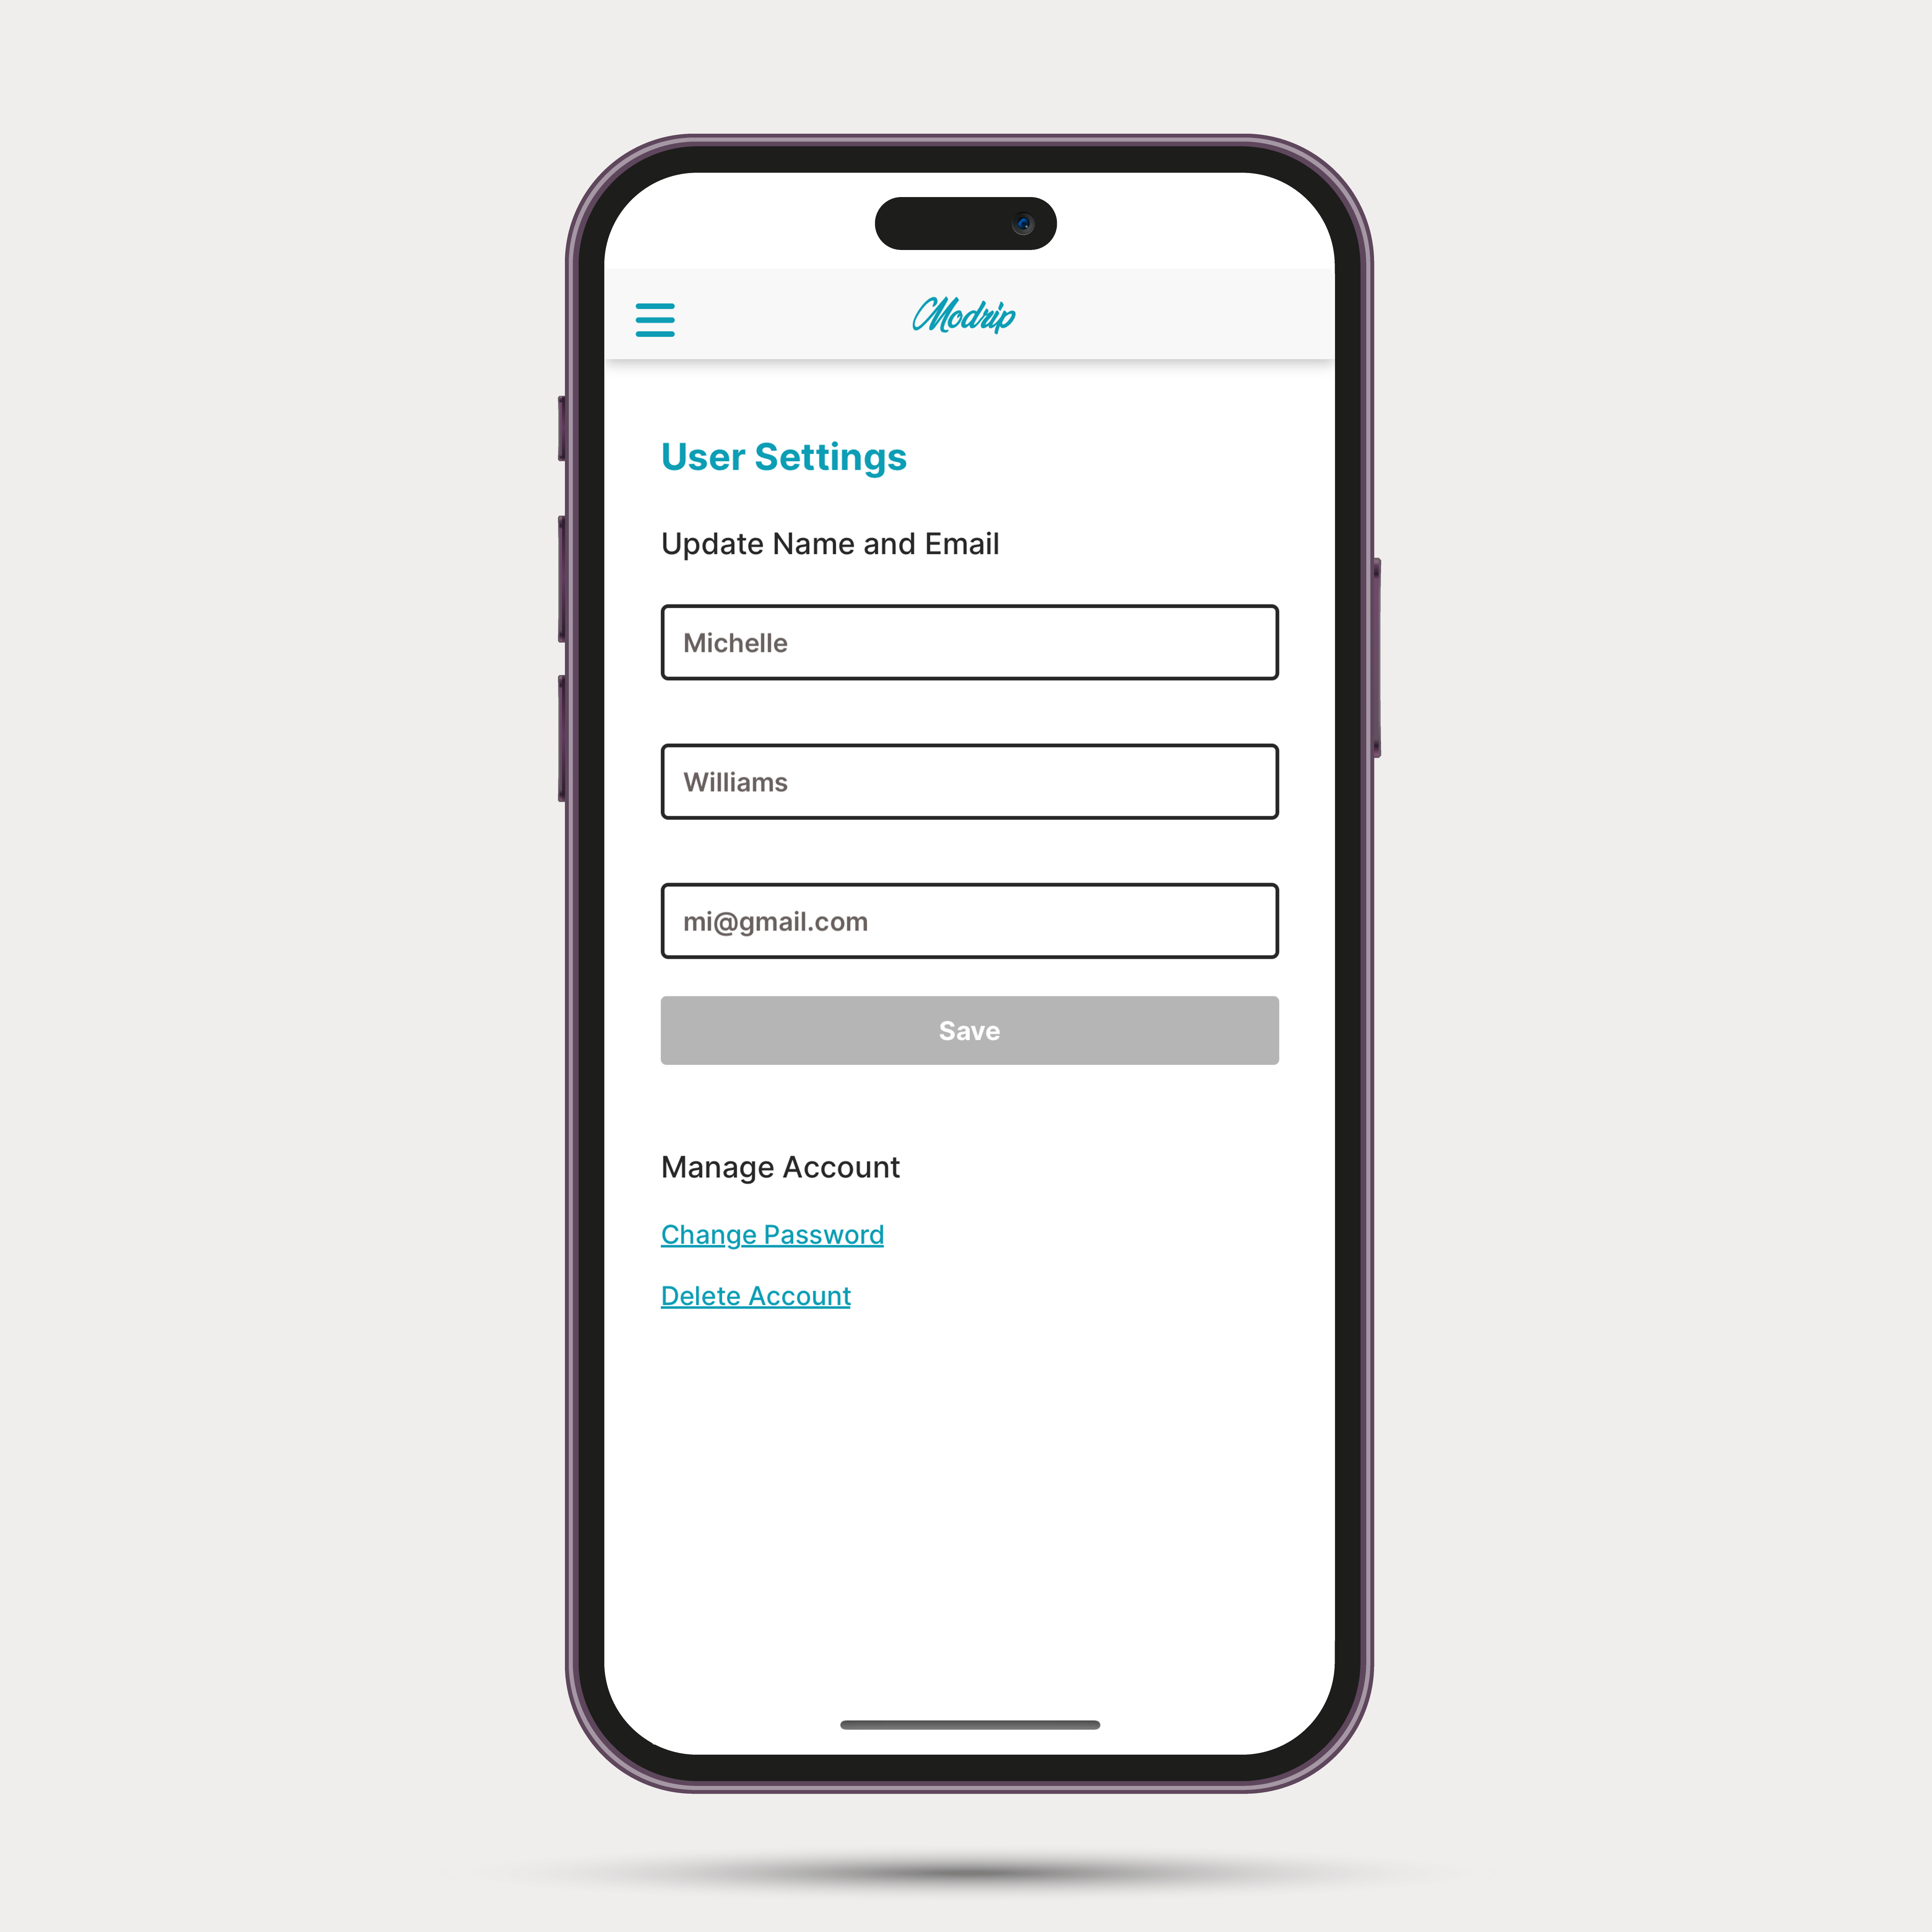 Modrip
User Settings
Update Name and Email
Michelle
Williams
mi@gmail.com
Save
Manage Account
Change Password
Delete Account